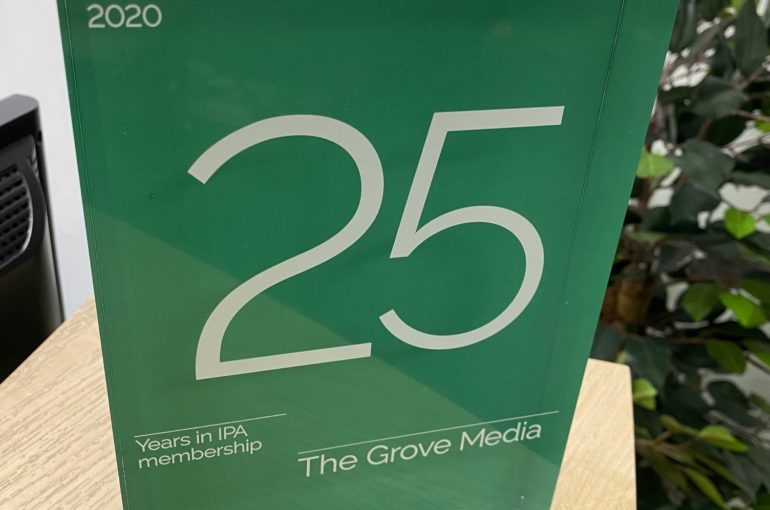 2020
25
Years in IPA
membership
The Grove Media